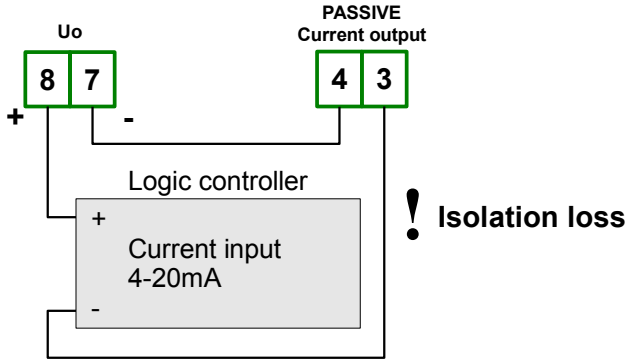 Uo
PASSIVE
Current output
8 7
4 3
+ -
Logic controller
+
Current input
4-20mA
-
! Isolation loss